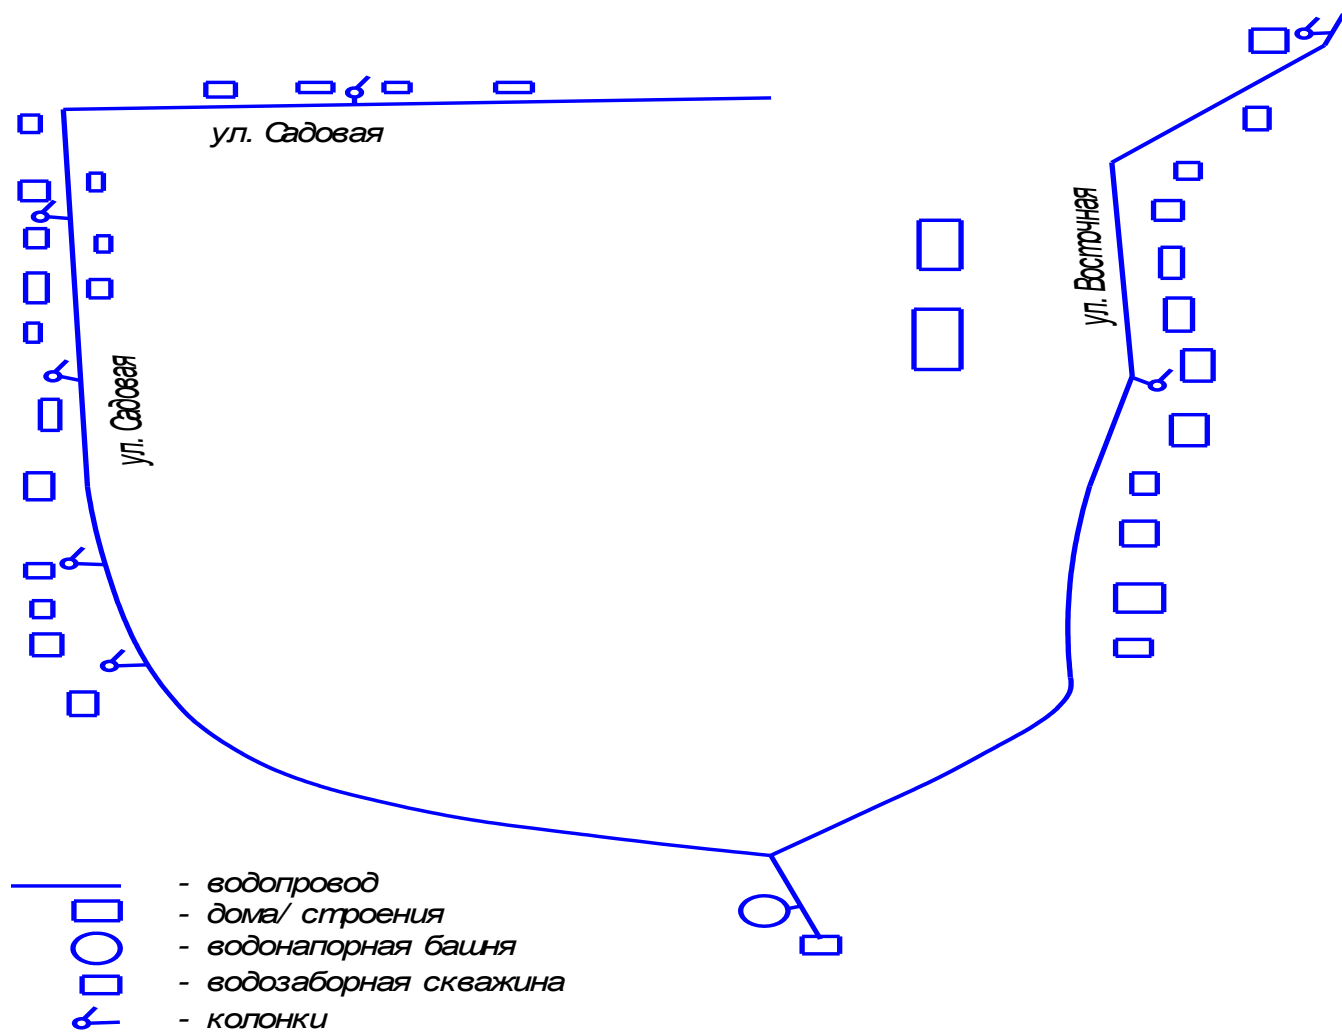 ул. Садовая
ул. Восточная
ул. Садовая
- водопровод
- дома/ строения
- водонапорная башня
- водозаборная скважина
- колонки